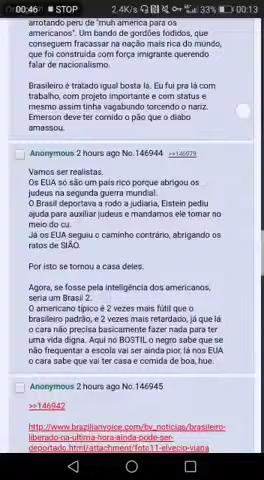 00:46 STOP 2.4K/s 33% 00:13
arrotando peru de "muh américa para os
americanos". Um bando de gordões fodidos, que
conseguem fracassar na nação mais rica do mundo,
que foi construída com força imigrante querendo
falar de nacionalismo.
Brasileiro é tratado igual bosta lá. Eu fui pra lá com
trabalho, com projeto importante e com status e
mesmo assim tinha vagabundo torcendo o nariz.
Emerson deve ter comido o pão que o diabo
amassou.
Anonymous 2 hours ago No.146944 >>146979
Vamos ser realistas.
Os EUA só são um país rico porque abrigou os
judeus na segunda guerra mundial.
O Brasil deportava a rodo a judiaria, Eistein pediu
ajuda para auxiliar judeus e mandamos ele tomar no
meio do cu.
Já os EUA seguiu o caminho contrário, abrigando os
ratos de SIÃO.
Por isto se tornou a casa deles.
Agora, se fosse pela inteligência dos americanos,
seria um Brasil 2.
O americano típico é 2 vezes mais fútil que o
brasileiro padrão, e 2 vezes mais retardado, já que lá
o cara não precisa basicamente fazer nada para ter
uma vida digna. Aqui no BOSTIL o negro sabe que se
não frequentar a escola vai ser ainda pior, lá nos EUA
o cara sabe que vai ter casa e comida de boa, hue.
Anonymous 2 hours ago No.146945
>>146942
http://www.brazilianvoice.com/bv_noticias/brasileiro-
liberado-na-ultima-hora-ainda-pode-ser-
deportado.html/attachment/foto11-elvecio-viana